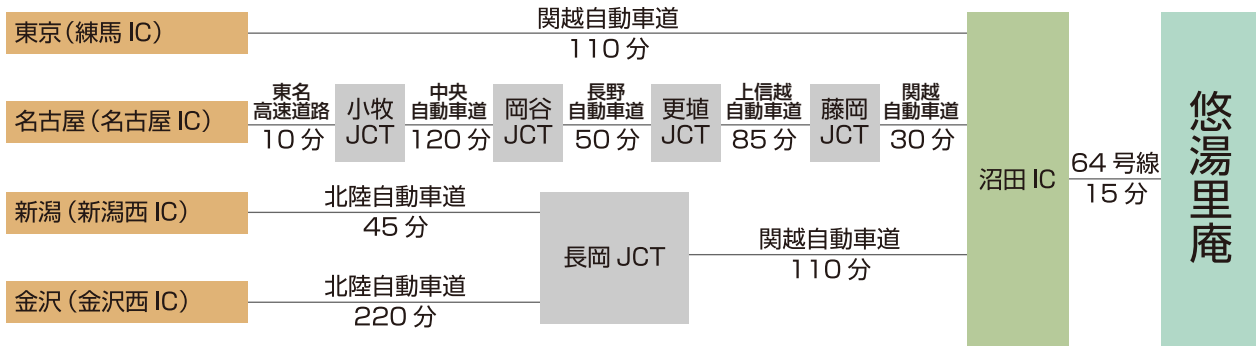 東京（練馬 IC）
関越自動車道
110 分
名古屋（名古屋 IC）
東名
高速道路
10 分
小牧
JCT
中央
自動車道
120 分
岡谷
JCT
長野
自動車道
50 分
更埴
JCT
上信越
自動車道
85 分
藤岡
JCT
関越
自動車道
30 分
新潟（新潟西 IC）
北陸自動車道
45 分
金沢（金沢西 IC）
北陸自動車道
220 分
長岡 JCT
関越自動車道
110 分
沼田 IC
64 号線
15 分
悠湯里庵